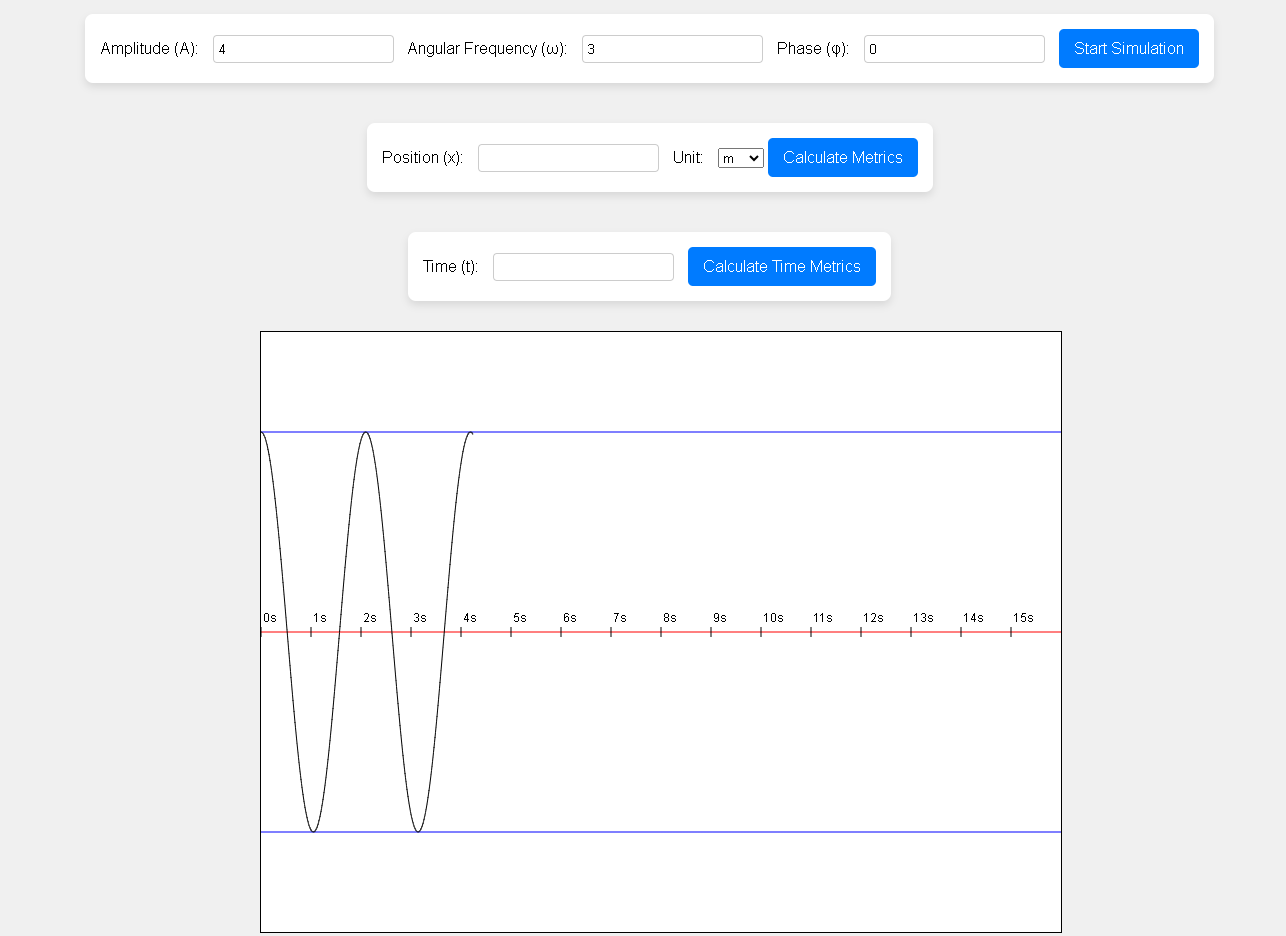 Amplitude (A): 4 Angular Frequency (ω): 3 Phase (φ): 0 Start Simulation
Position (x): Unit: m Calculate Metrics
Time (t): Calculate Time Metrics
0s 1s 2s 3s 4s 5s 6s 7s 8s 9s 10s 11s 12s 13s 14s 15s